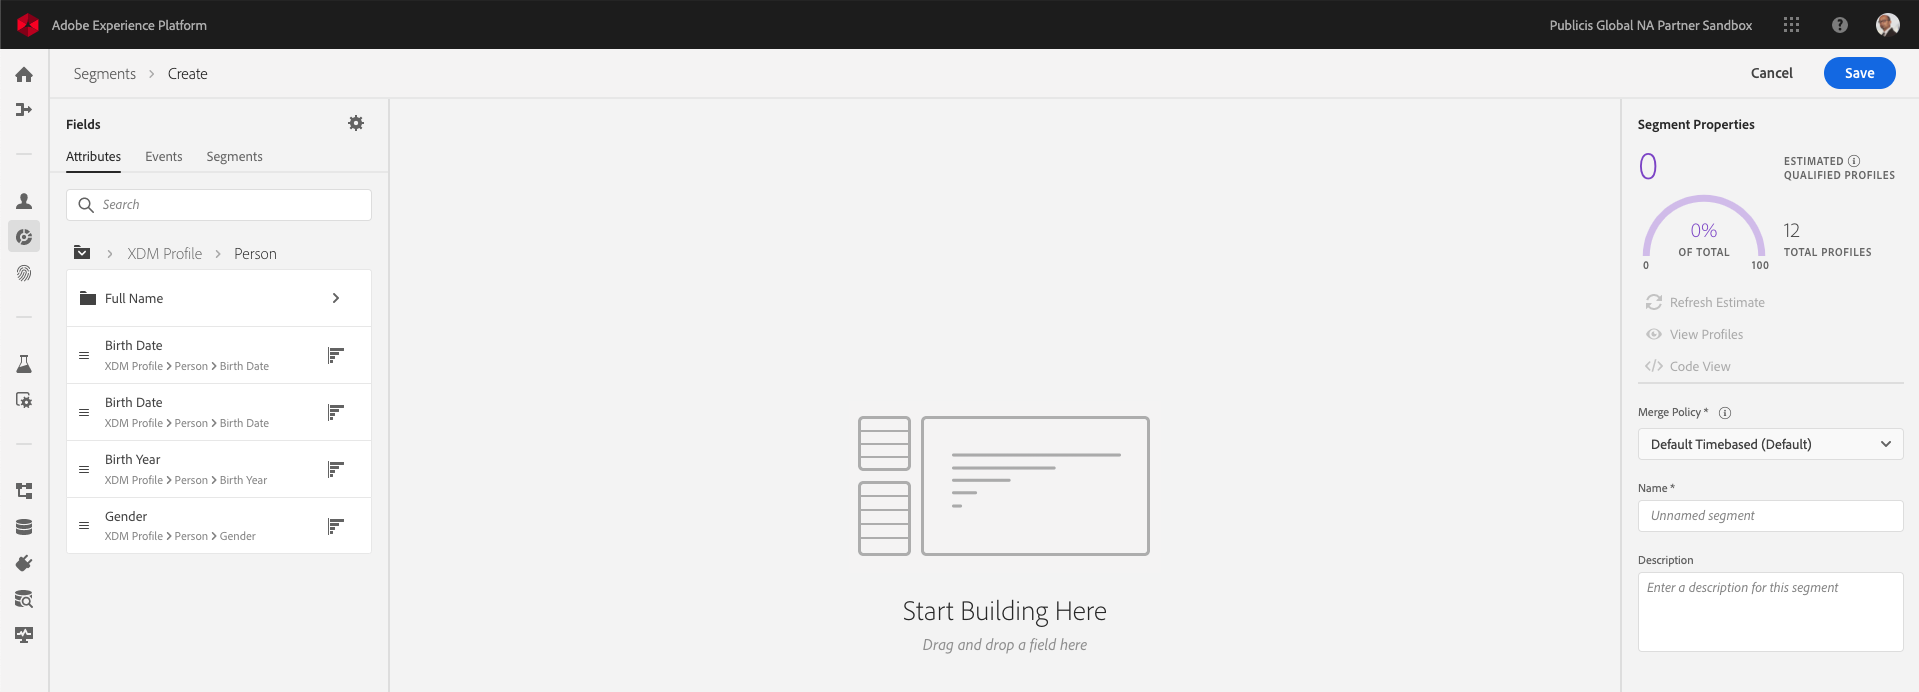 Adobe Experience Platform
Publicis Global NA Partner Sandbox
Segments > Create
Cancel
Save
Fields
Attributes Events Segments
Search
> XDM Profile > Person
Full Name
Birth Date
XDM Profile > Person > Birth Date
Birth Date
XDM Profile > Person > Birth Date
Birth Year
XDM Profile > Person > Birth Year
Gender
XDM Profile > Person > Gender
Start Building Here
Drag and drop a field here
Segment Properties
0
ESTIMATED
QUALIFIED PROFILES
0%
OF TOTAL
0 100
12
TOTAL PROFILES
Refresh Estimate
View Profiles
</> Code View
Merge Policy *
Default Timebased (Default)
Name *
Unnamed segment
Description
Enter a description for this segment